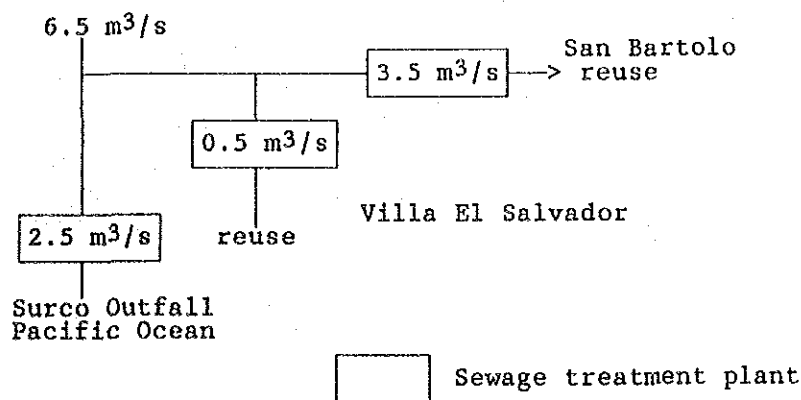 6.5 m³/s
San Bartolo
reuse
3.5 m³/s
0.5 m³/s
Villa El Salvador
2.5 m³/s
reuse
Surco Outfall
Pacific Ocean
Sewage treatment plant